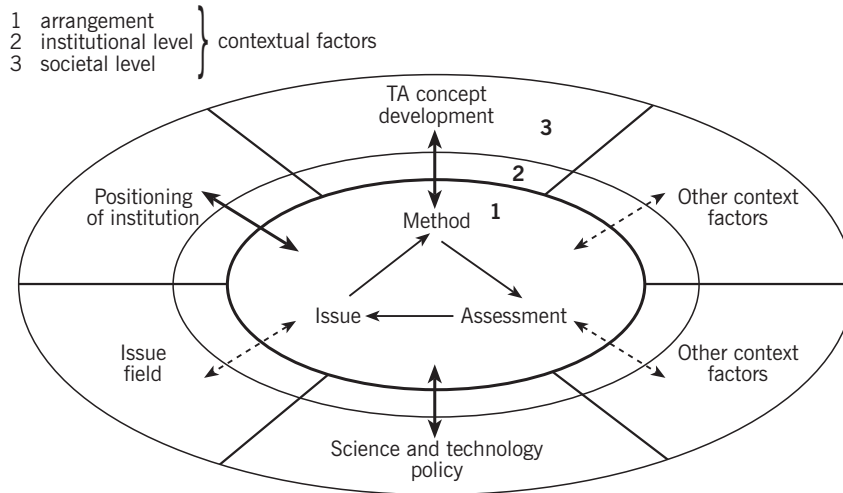 1 arrangement
2 institutional level
3 societal level
contextual factors
TA concept
development
3
2
Positioning
of institution
1
Method
Other context
factors
Issue
Assessment
Issue
field
Other context
factors
Science and technology
policy